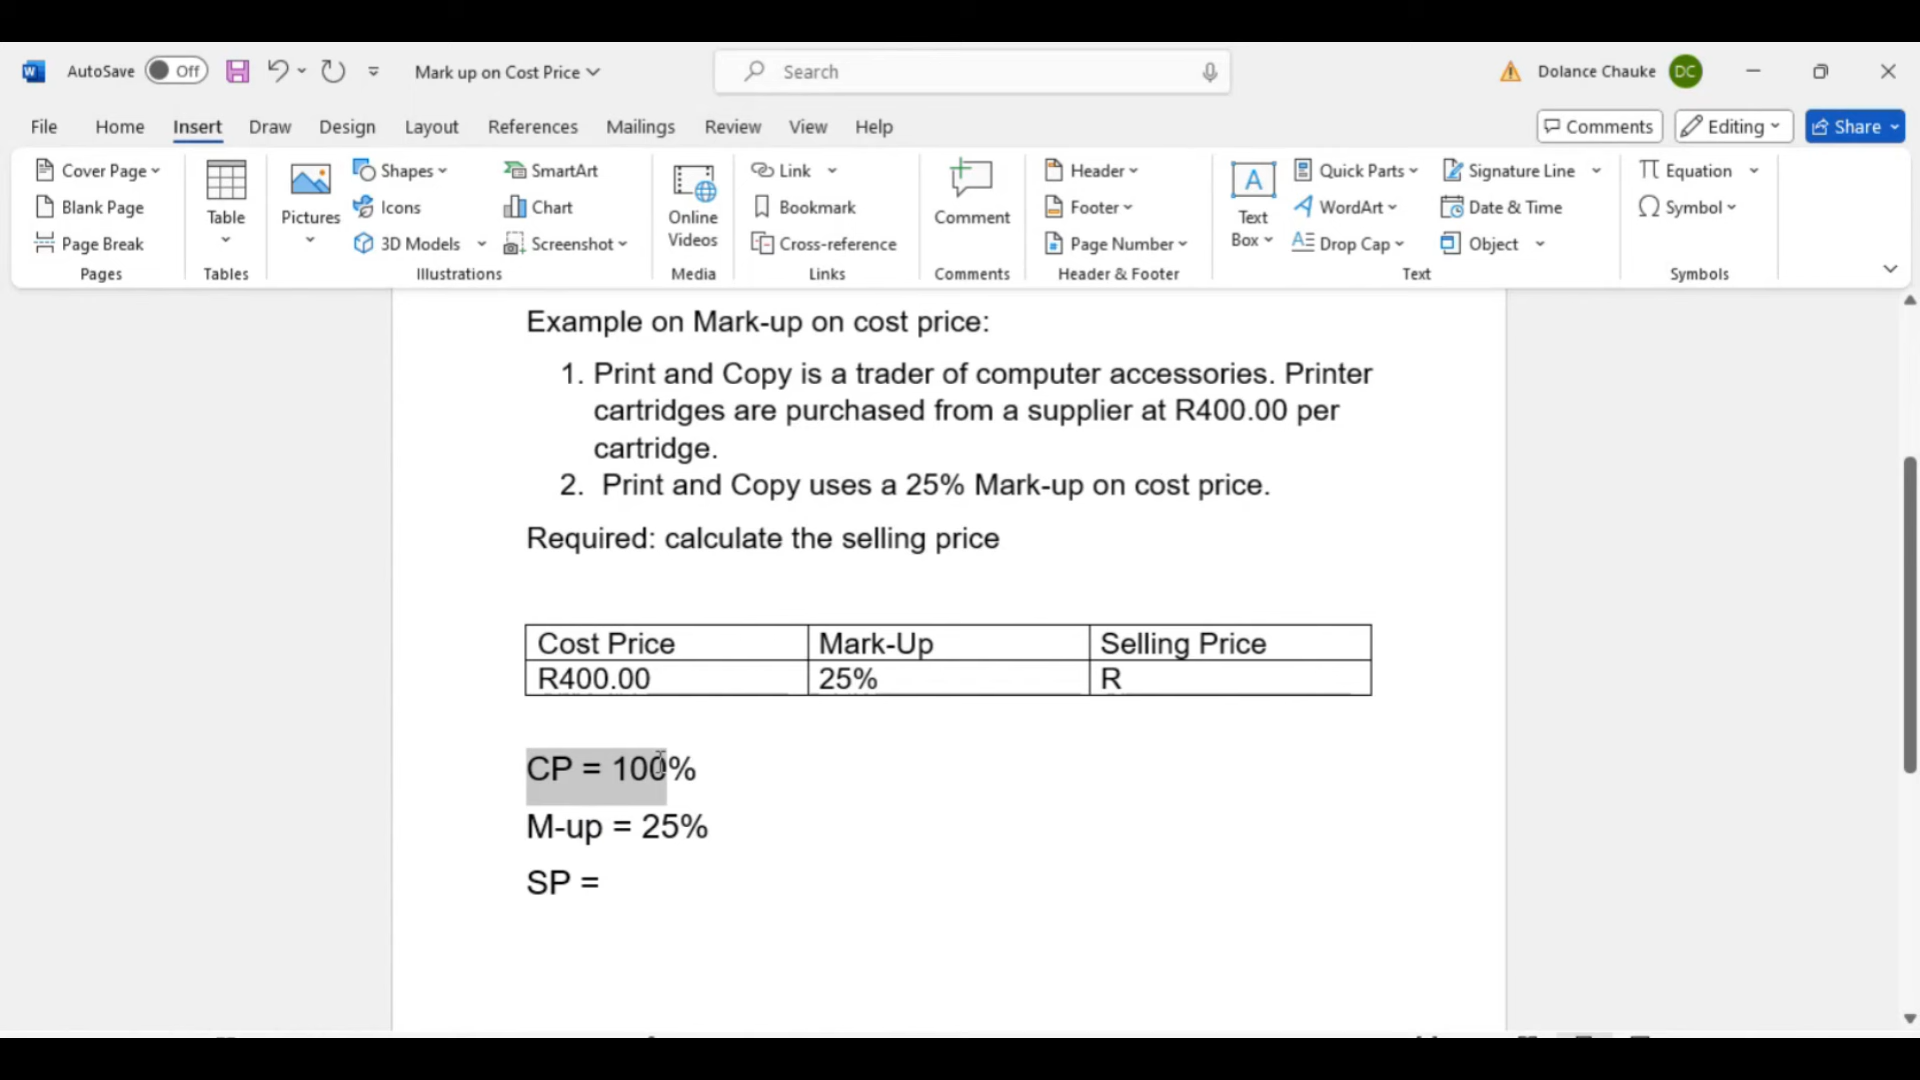 AutoSave Off Mark up on Cost Price Search Dolance Chauke DC
File Home Insert Draw Design Layout References Mailings Review View Help Comments Editing Share
Cover Page
Blank Page
Page Break
Pages
Table
Tables
Pictures
Shapes
Icons
3D Models
SmartArt
Chart
Screenshot
Illustrations
Online
Videos
Media
Link
Bookmark
Cross-reference
Links
Comment
Comments
Header
Footer
Page Number
Header & Footer
A
Text
Box
Quick Parts
WordArt
Drop Cap
Signature Line
Date & Time
Object
Text
Equation
Symbol
Symbols
Example on Mark-up on cost price:
1. Print and Copy is a trader of computer accessories. Printer
cartridges are purchased from a supplier at R400.00 per
cartridge.
2. Print and Copy uses a 25% Mark-up on cost price.
Required: calculate the selling price
Cost Price Mark-Up Selling Price
R400.00 25% R
CP = 100%
M-up = 25%
SP =